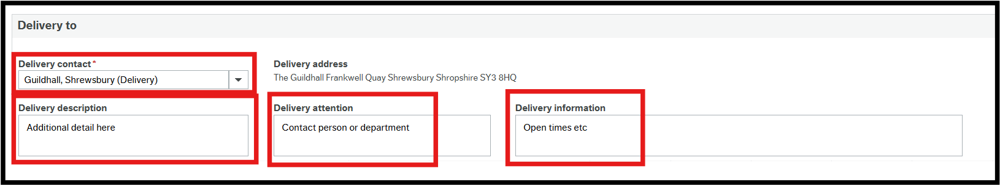 Delivery to
Delivery contact*
Guildhall, Shrewsbury (Delivery)
Delivery address
The Guildhall Frankwell Quay Shrewsbury Shropshire SY3 8HQ
Delivery description
Additional detail here
Delivery attention
Contact person or department
Delivery information
Open times etc